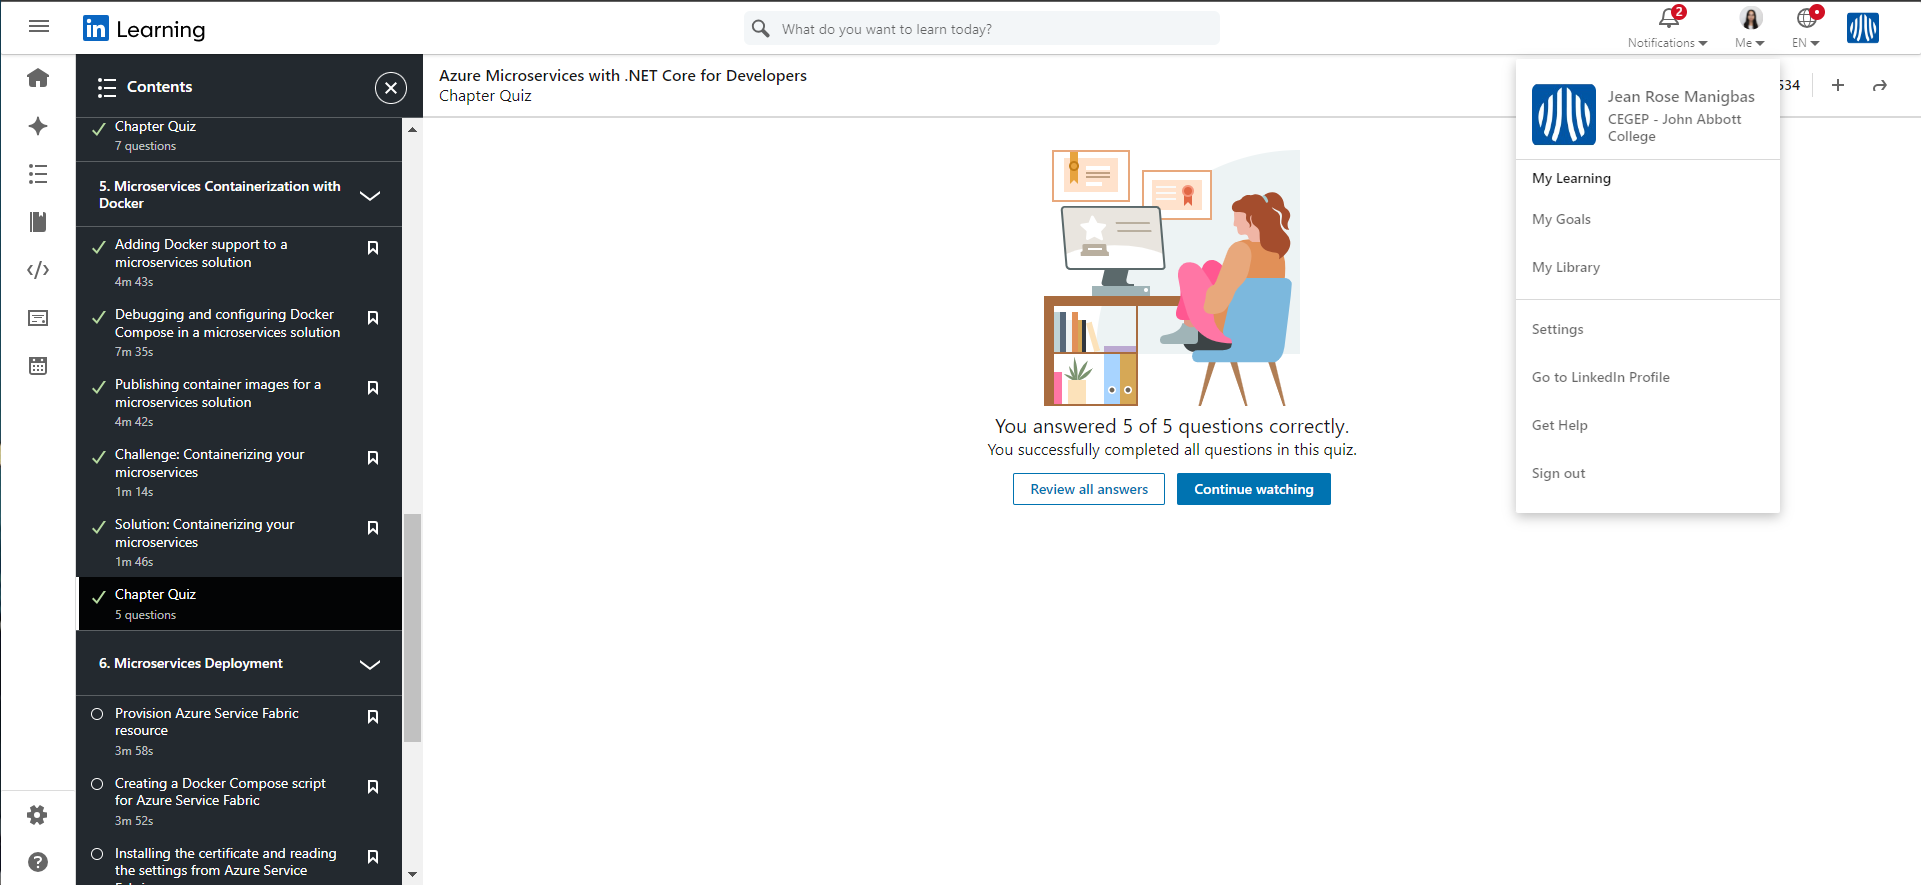 in Learning
What do you want to learn today?
2
Notifications
Me
EN
Contents
Chapter Quiz
7 questions
5. Microservices Containerization with
Docker
Adding Docker support to a
microservices solution
4m 43s
Debugging and configuring Docker
Compose in a microservices solution
7m 35s
Publishing container images for a
microservices solution
4m 42s
Challenge: Containerizing your
microservices
1m 14s
Solution: Containerizing your
microservices
1m 46s
Chapter Quiz
5 questions
6. Microservices Deployment
Provision Azure Service Fabric
resource
3m 58s
Creating a Docker Compose script
for Azure Service Fabric
3m 52s
Installing the certificate and reading
the settings from Azure Service
Azure Microservices with .NET Core for Developers
Chapter Quiz
534
You answered 5 of 5 questions correctly.
You successfully completed all questions in this quiz.
Review all answers
Continue watching
Jean Rose Manigbas
CEGEP - John Abbott
College
My Learning
My Goals
My Library
Settings
Go to LinkedIn Profile
Get Help
Sign out